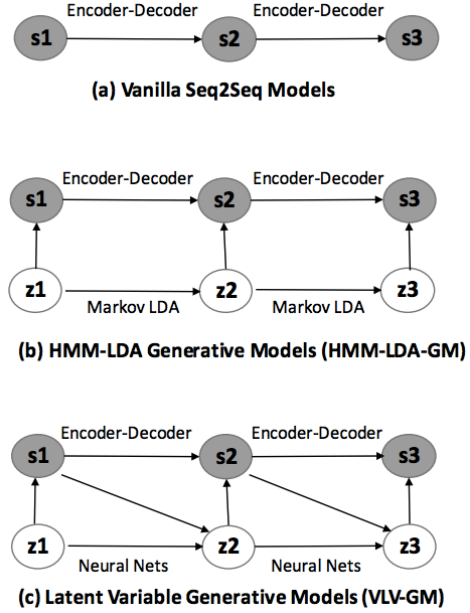 Encoder-Decoder Encoder-Decoder
s1 s2 s3
(a) Vanilla Seq2Seq Models
Encoder-Decoder Encoder-Decoder
s1 s2 s3
z1 z2 z3
Markov LDA Markov LDA
(b) HMM-LDA Generative Models (HMM-LDA-GM)
Encoder-Decoder Encoder-Decoder
s1 s2 s3
z1 z2 z3
Neural Nets Neural Nets
(c) Latent Variable Generative Models (VLV-GM)